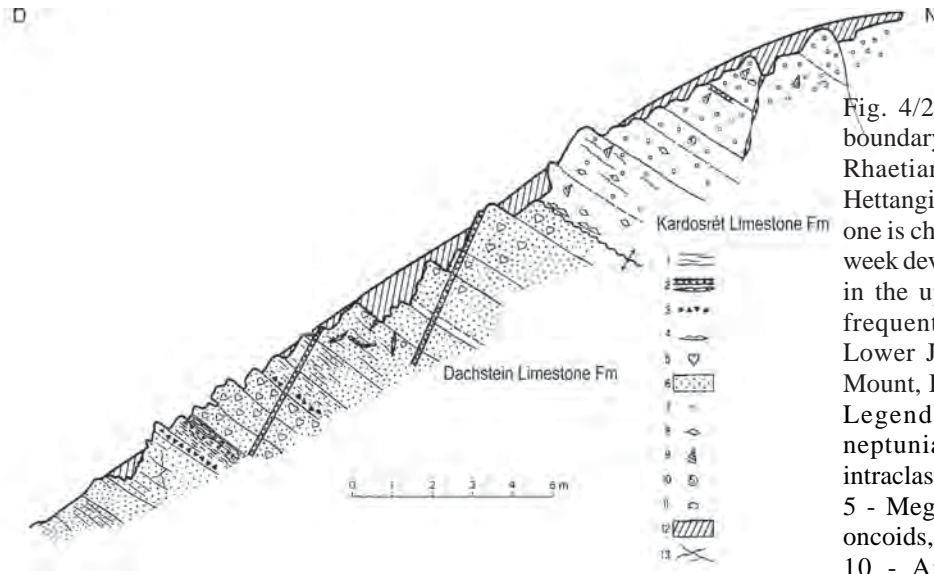 D
N
Fig. 4/2
boundary
Rhaetian
Hettangi
Kardosrét Limestone Fm
one is ch
week dev
in the up
frequent
Lower J
Mount,
Legend
neptunia
intraclas
5 - Meg
oncoids,
10 - A
1
2
3
4
5
6
7
8
9
10
11
12
13
Dachstein Limestone Fm
0 1 2 3 4 5 m